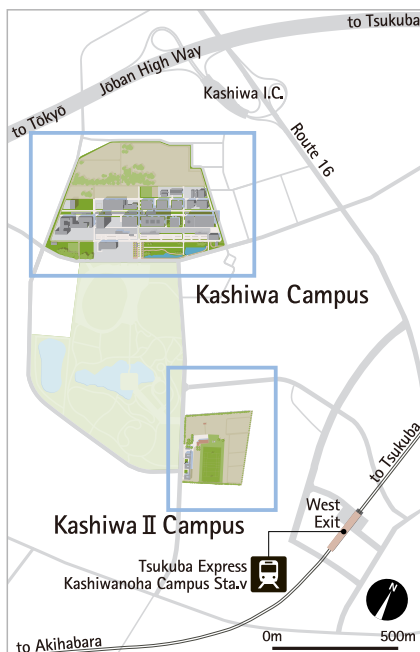 to Tsukuba
Joban High Way
Kashiwa I.C.
to Tōkyō
Route 16
Kashiwa Campus
to Tsukuba
West
Exit
Kashiwa Ⅱ Campus
Tsukuba Express
Kashiwanoha Campus Sta.v
N
to Akihabara
0m
500m